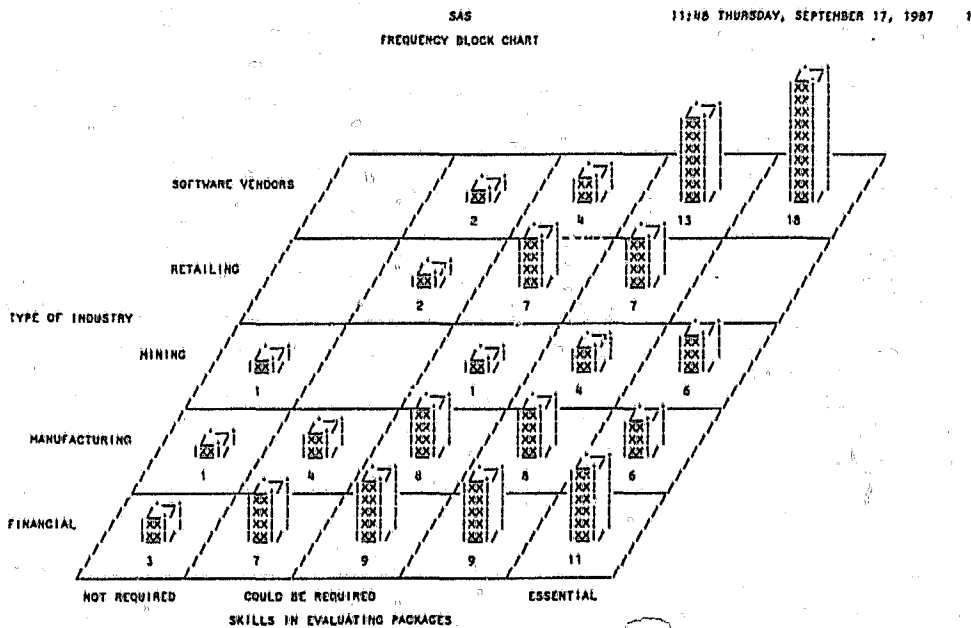 SAS 11:48 THURSDAY, SEPTEMBER 17, 1987 1
FREQUENCY BLOCK CHART
SOFTWARE VENDORS
2 4 13 18
RETAILING
2 7 7
TYPE OF INDUSTRY
MINING
1 1 4 6
MANUFACTURING
1 4 8 8 6
FINANCIAL
3 7 9 9 11
NOT REQUIRED COULD BE REQUIRED ESSENTIAL
SKILLS IN EVALUATING PACKAGES